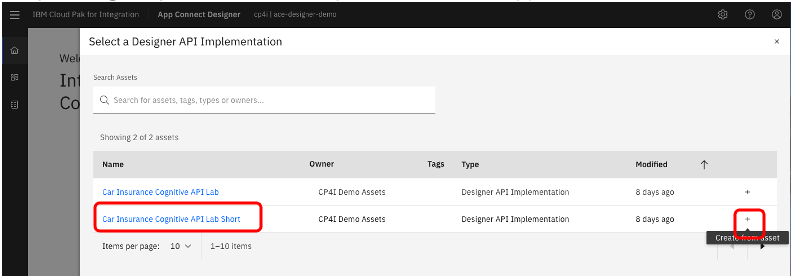 IBM Cloud Pak for Integration App Connect Designer cp4i | ace-designer-demo
Select a Designer API Implementation
Wel
Int
Co
Search Assets
Search for assets, tags, types or owners...
Showing 2 of 2 assets
Name Owner Tags Type Modified
Car Insurance Cognitive API Lab CP4I Demo Assets Designer API Implementation 8 days ago
Car Insurance Cognitive API Lab Short CP4I Demo Assets Designer API Implementation 8 days ago
Create from asset
Items per page: 10 1–10 items